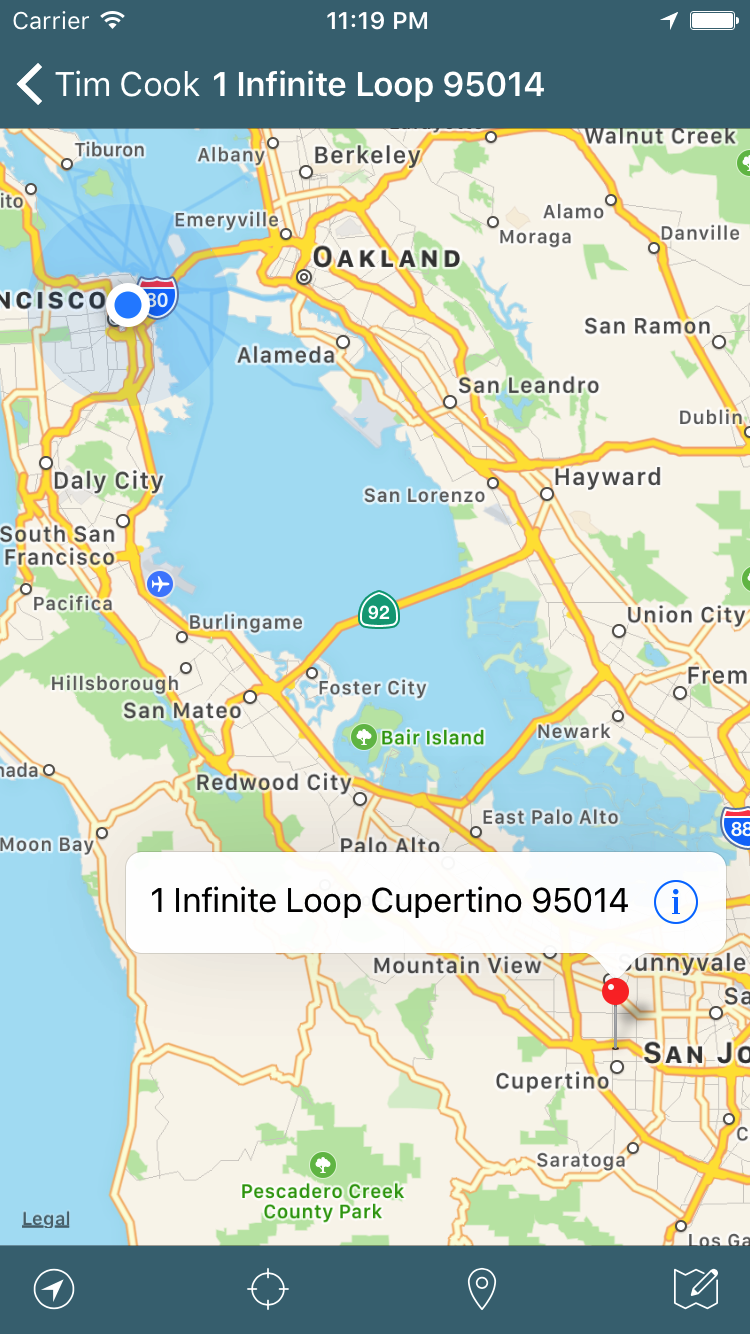 Carrier 11:19 PM
Tim Cook 1 Infinite Loop 95014
Walnut Creek
Tiburon
Albany
Berkeley
Alamo
Emeryville
Moraga
Danville
OAKLAND
80
San Ramon
Alameda
San Leandro
Dublin
Daly City
San Lorenzo
Hayward
South San
Francisco
Pacifica
92
Burlingame
Union City
Hillsborough
Foster City
San Mateo
Bair Island
Newark
Redwood City
East Palo Alto
Moon Bay
Palo Alto
88
1 Infinite Loop Cupertino 95014 i
Mountain View
Sunnyvale
SAN JO
Cupertino
Saratoga
Pescadero Creek
County Park
Legal
Los Ga